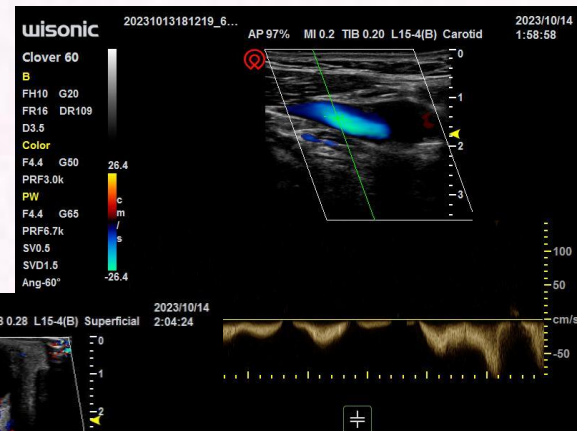 wisonic
20231013181219_6...
2023/10/14
AP 97% MI 0.2 TIB 0.20 L15-4(B) Carotid
1:58:58
Clover 60
B
FH10 G20
FR16 DR109
D3.5
Color
F4.4 G50
PRF3.0k
PW
F4.4 G65
PRF6.7k
SV0.5
SVD1.5
Ang-60°
26.4
c
m
/
s
-26.4
0
1
2
3
100
50
cm/s
-50
2023/10/14
0.28 L15-4(B) Superficial
2:04:24
0
1
2